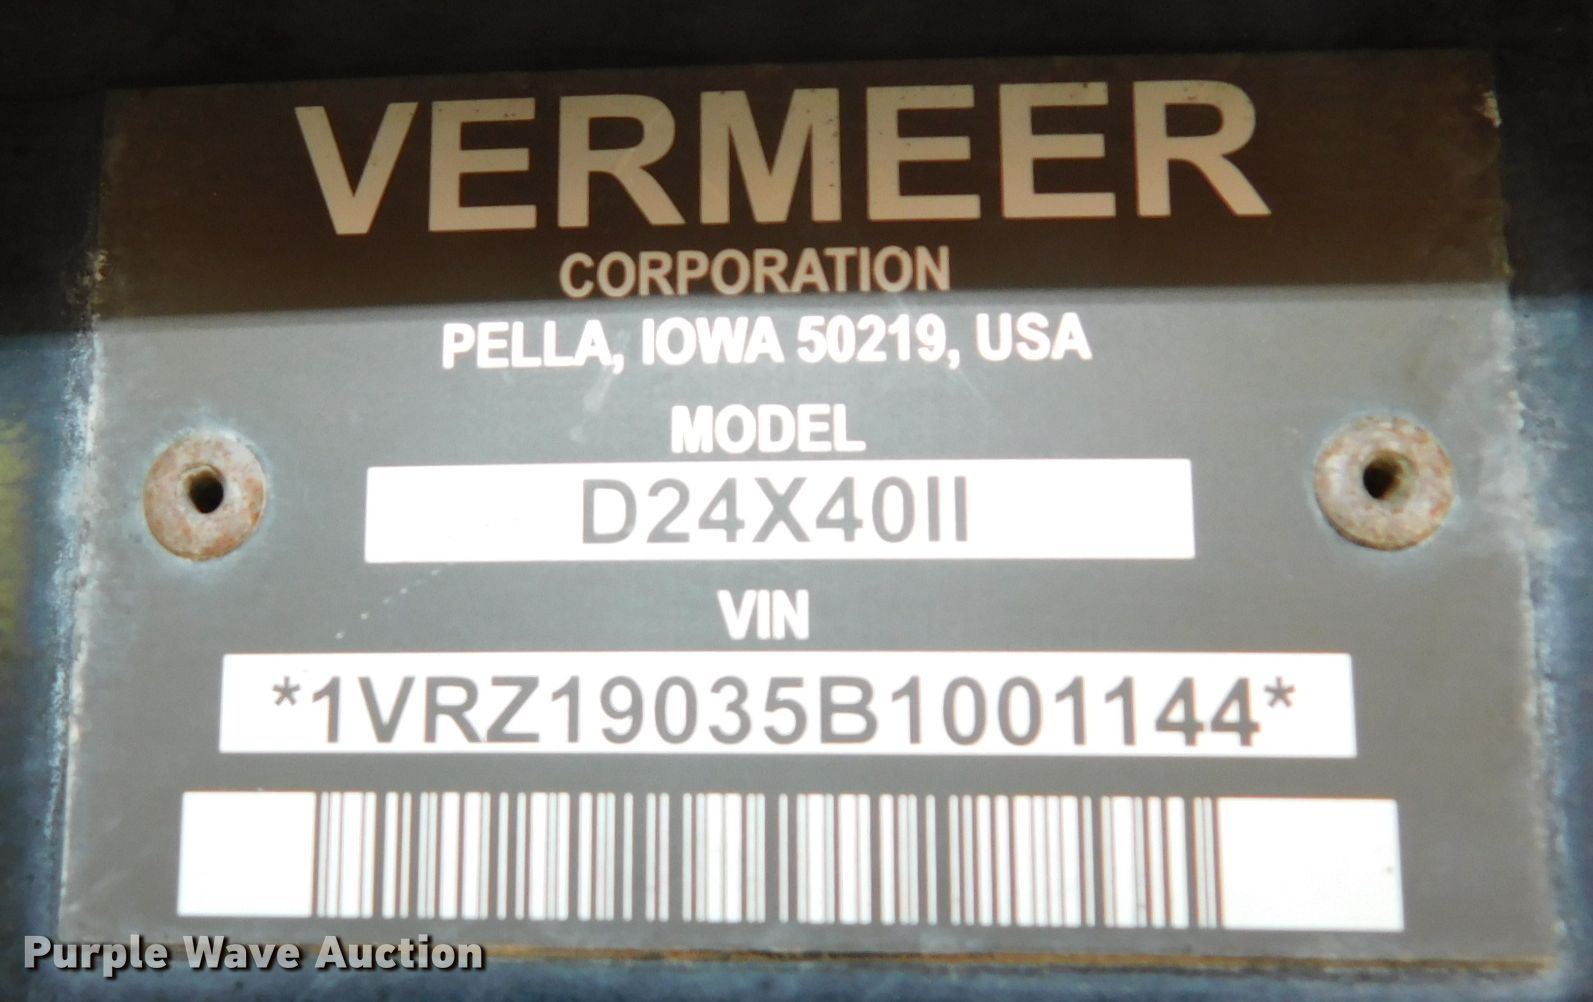 VERMEER
CORPORATION
PELLA, IOWA 50219, USA
MODEL
D24X40II
VIN
*1VRZ19035B1001144*
Purple Wave Auction